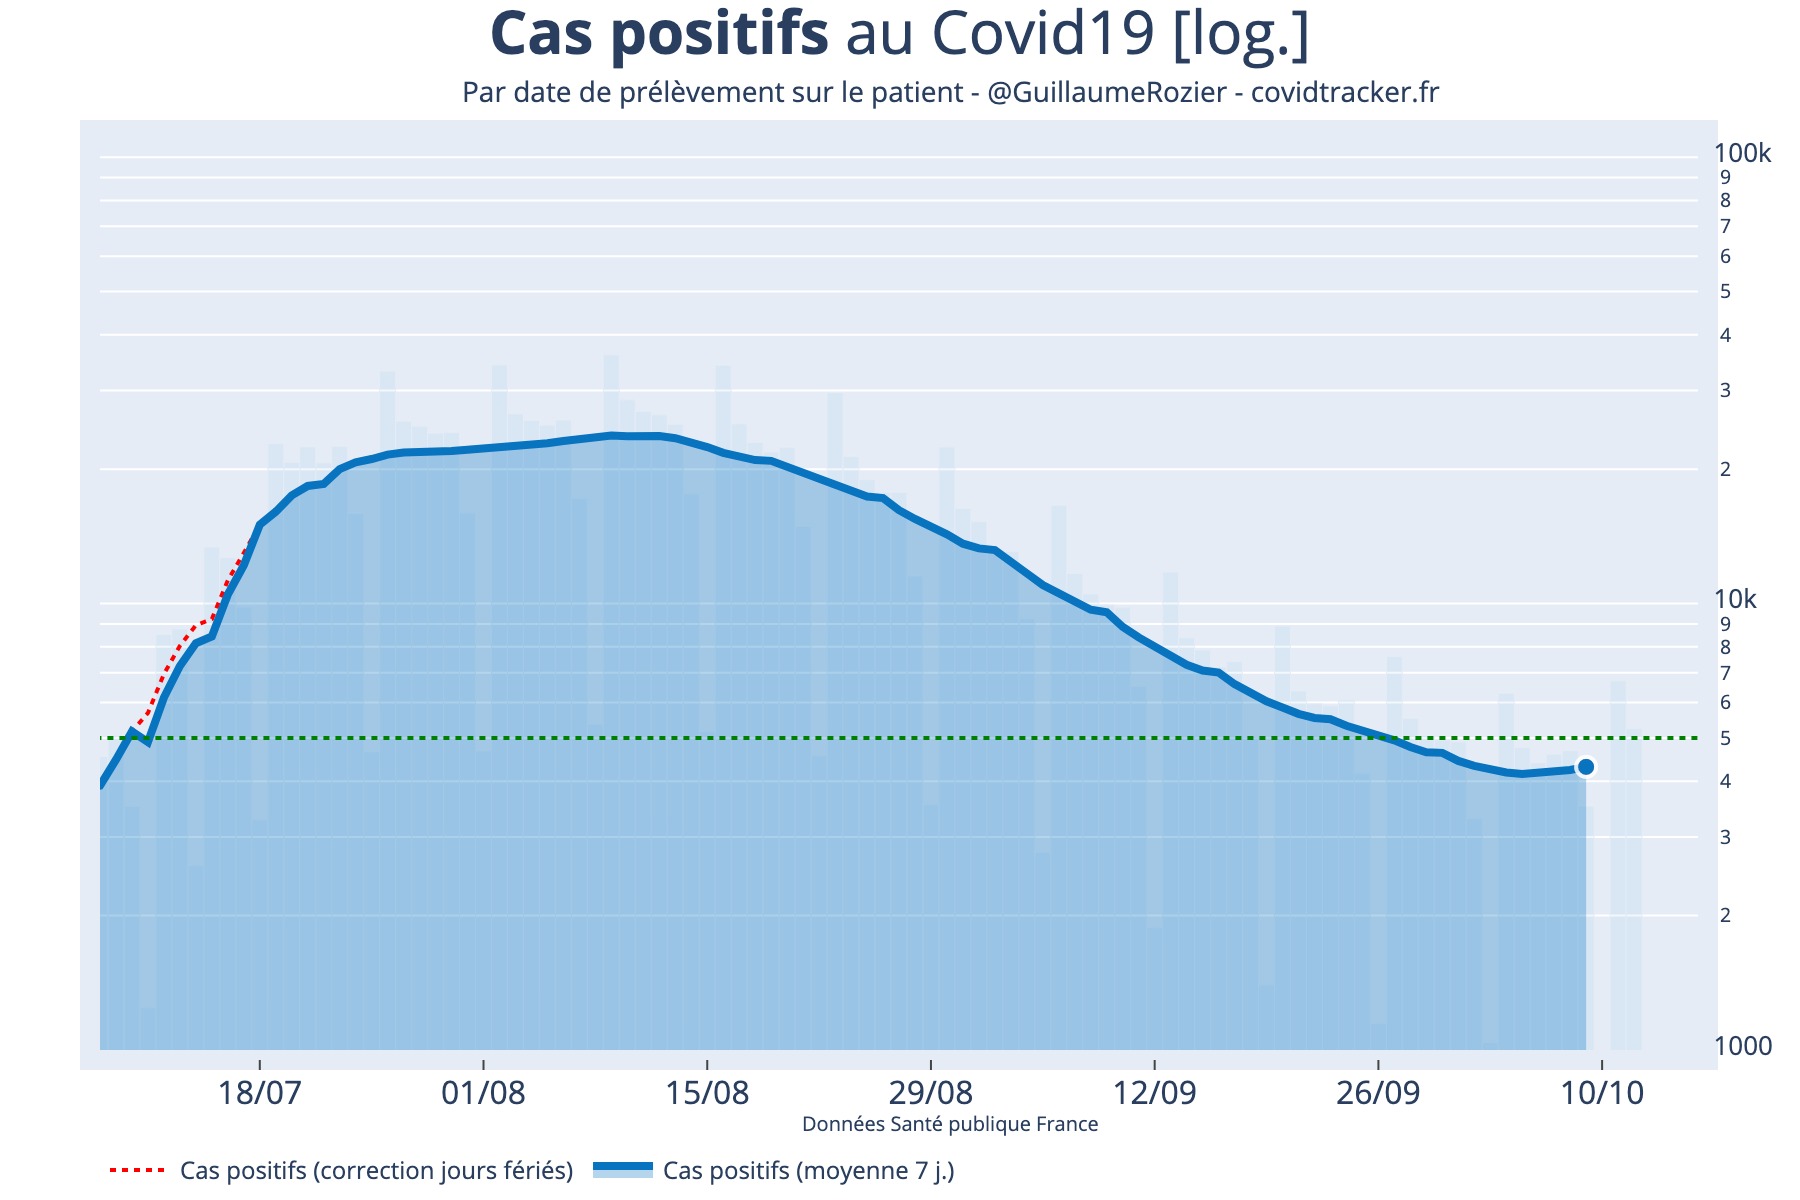 Cas positifs au Covid19 [log.]
Par date de prélèvement sur le patient - @GuillaumeRozier - covidtracker.fr
100k
9
8
7
6
5
4
3
2
10k
9
8
7
6
5
4
3
2
1000
18/07 01/08 15/08 29/08 12/09 26/09 10/10
Données Santé publique France
Cas positifs (correction jours fériés) Cas positifs (moyenne 7 j.)